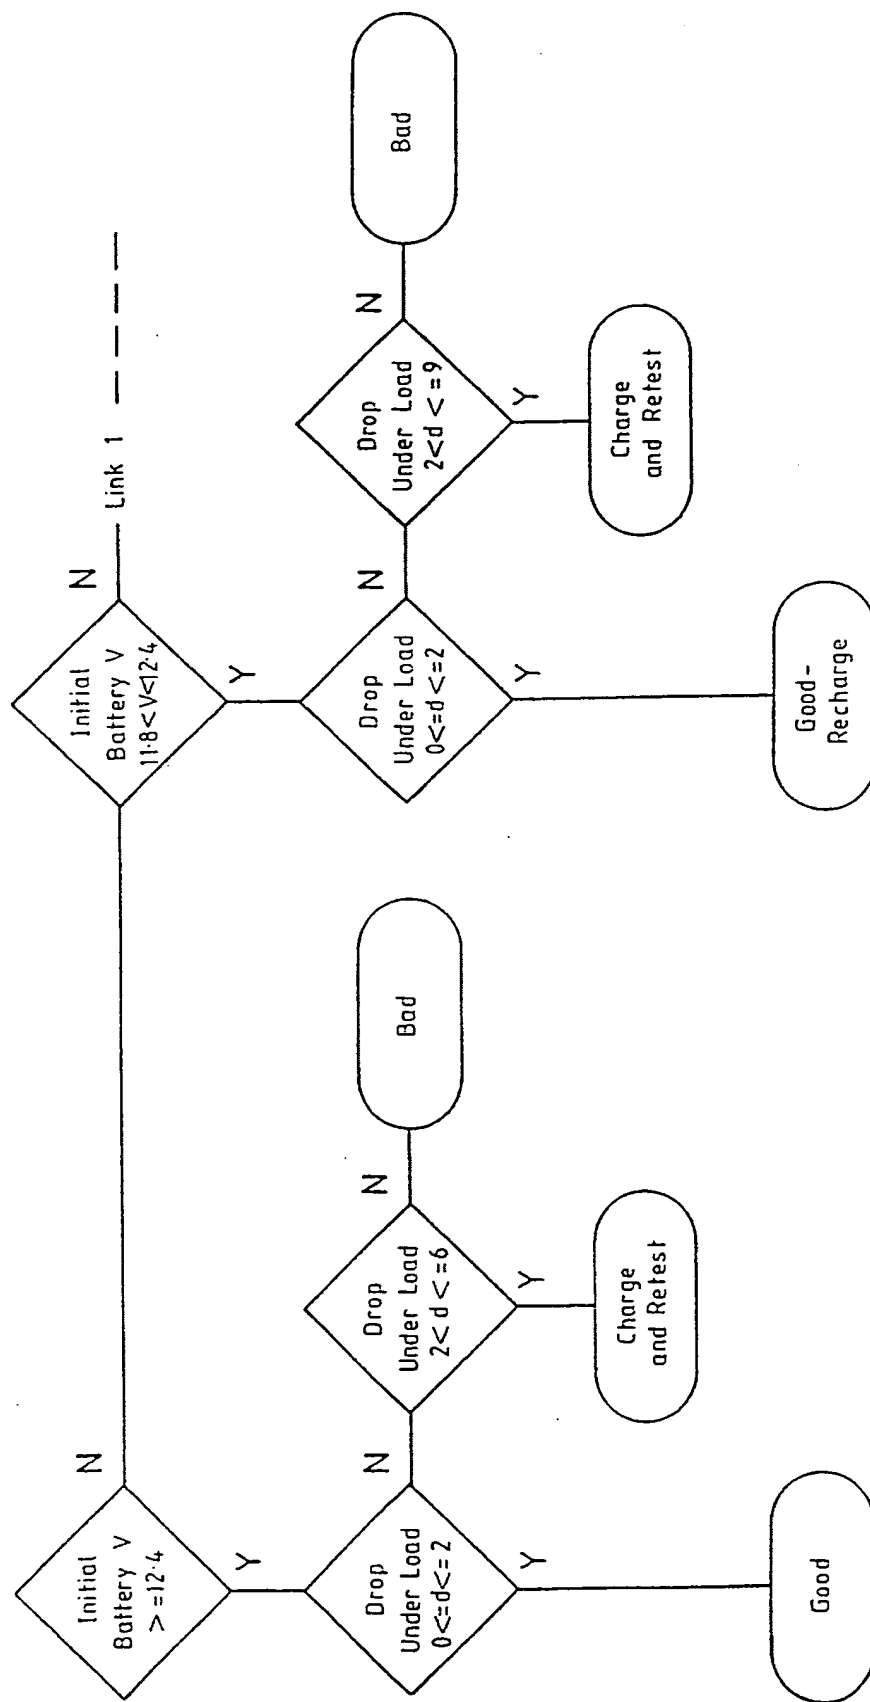 Initial
Battery V
> =12·4
N
Y
Drop
Under Load
0<=d<=2
N
Y
Good
Drop
Under Load
2< d < =6
N
Y
Charge
and Retest
Bad
Initial
Battery V
11·8<V<12·4
N
Link 1
Y
Drop
Under Load
0<=d<=2
N
Y
Good-
Recharge
Drop
Under Load
2<d < =9
N
Y
Charge
and Retest
Bad